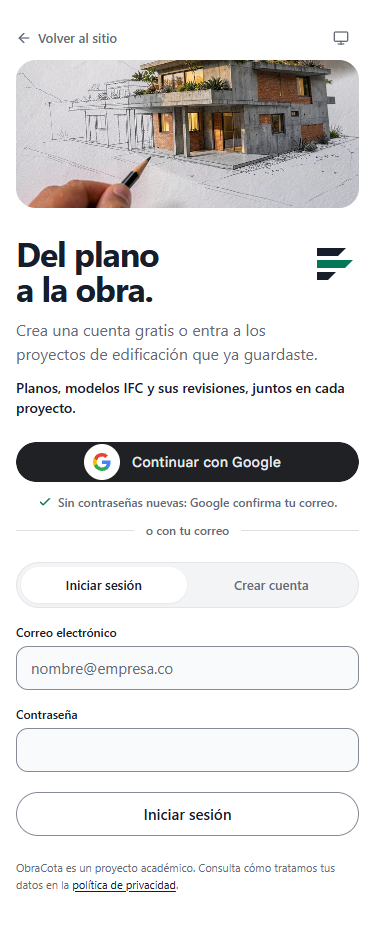 Volver al sitio
Del plano
a la obra.
Crea una cuenta gratis o entra a los
proyectos de edificación que ya guardaste.
Planos, modelos IFC y sus revisiones, juntos en cada
proyecto.
Continuar con Google
Sin contraseñas nuevas: Google confirma tu correo.
o con tu correo
Iniciar sesión
Crear cuenta
Correo electrónico
nombre@empresa.co
Contraseña
Iniciar sesión
ObraCota es un proyecto académico. Consulta cómo tratamos tus
datos en la política de privacidad.